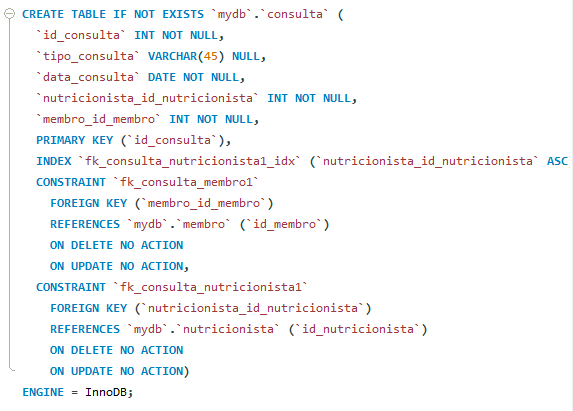 CREATE TABLE IF NOT EXISTS `mydb`.`consulta` (
`id_consulta` INT NOT NULL,
`tipo_consulta` VARCHAR(45) NULL,
`data_consulta` DATE NOT NULL,
`nutricionista_id_nutricionista` INT NOT NULL,
`membro_id_membro` INT NOT NULL,
PRIMARY KEY (`id_consulta`),
INDEX `fk_consulta_nutricionista1_idx` (`nutricionista_id_nutricionista` ASC
CONSTRAINT `fk_consulta_membro1`
FOREIGN KEY (`membro_id_membro`)
REFERENCES `mydb`.`membro` (`id_membro`)
ON DELETE NO ACTION
ON UPDATE NO ACTION,
CONSTRAINT `fk_consulta_nutricionista1`
FOREIGN KEY (`nutricionista_id_nutricionista`)
REFERENCES `mydb`.`nutricionista` (`id_nutricionista`)
ON DELETE NO ACTION
ON UPDATE NO ACTION)
ENGINE = InnoDB;